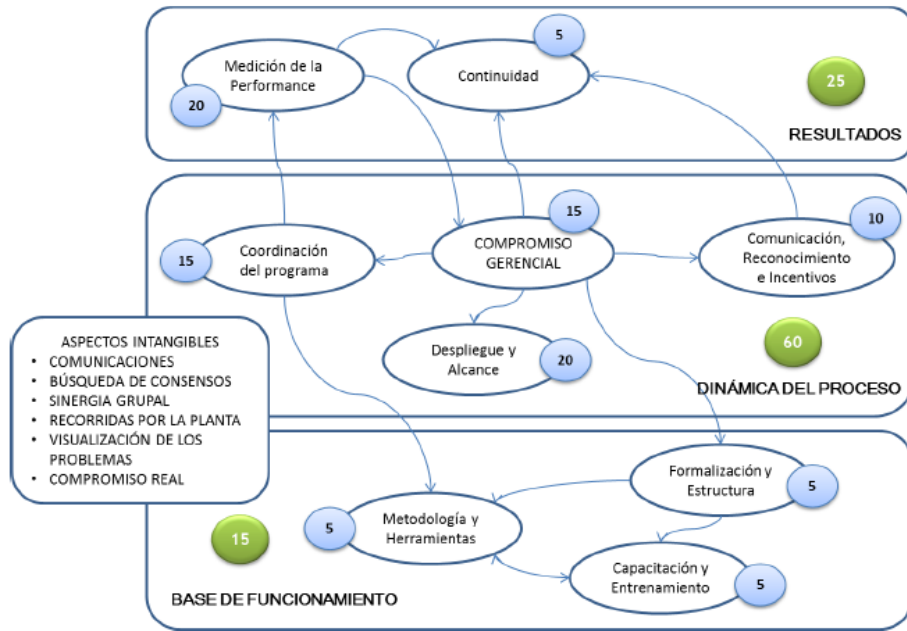 Medición de la
Performance
20
Continuidad
5
25
RESULTADOS
Coordinación
del programa
15
COMPROMISO
GERENCIAL
15
Comunicación,
Reconocimiento
e Incentivos
10
Despliegue y
Alcance
20
60
DINÁMICA DEL PROCESO
ASPECTOS INTANGIBLES
• COMUNICACIONES
• BÚSQUEDA DE CONSENSOS
• SINERGIA GRUPAL
• RECORRIDAS POR LA PLANTA
• VISUALIZACIÓN DE LOS
PROBLEMAS
• COMPROMISO REAL
Formalización y
Estructura
5
Metodología y
Herramientas
5
Capacitación y
Entrenamiento
5
15
BASE DE FUNCIONAMIENTO